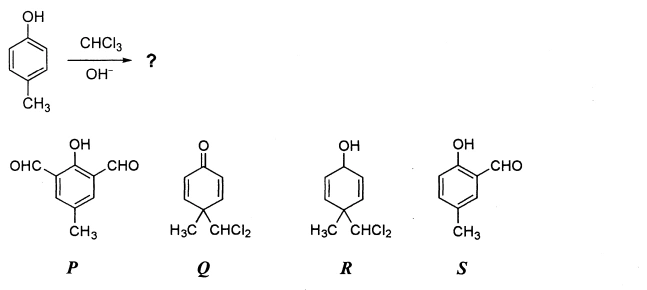 OH
CHCl3
OH⁻
?
CH3
OHC OH CHO
CH3
O
H3C CHCl2
OH
H3C CHCl2
OH
CHO
CH3
P Q R S